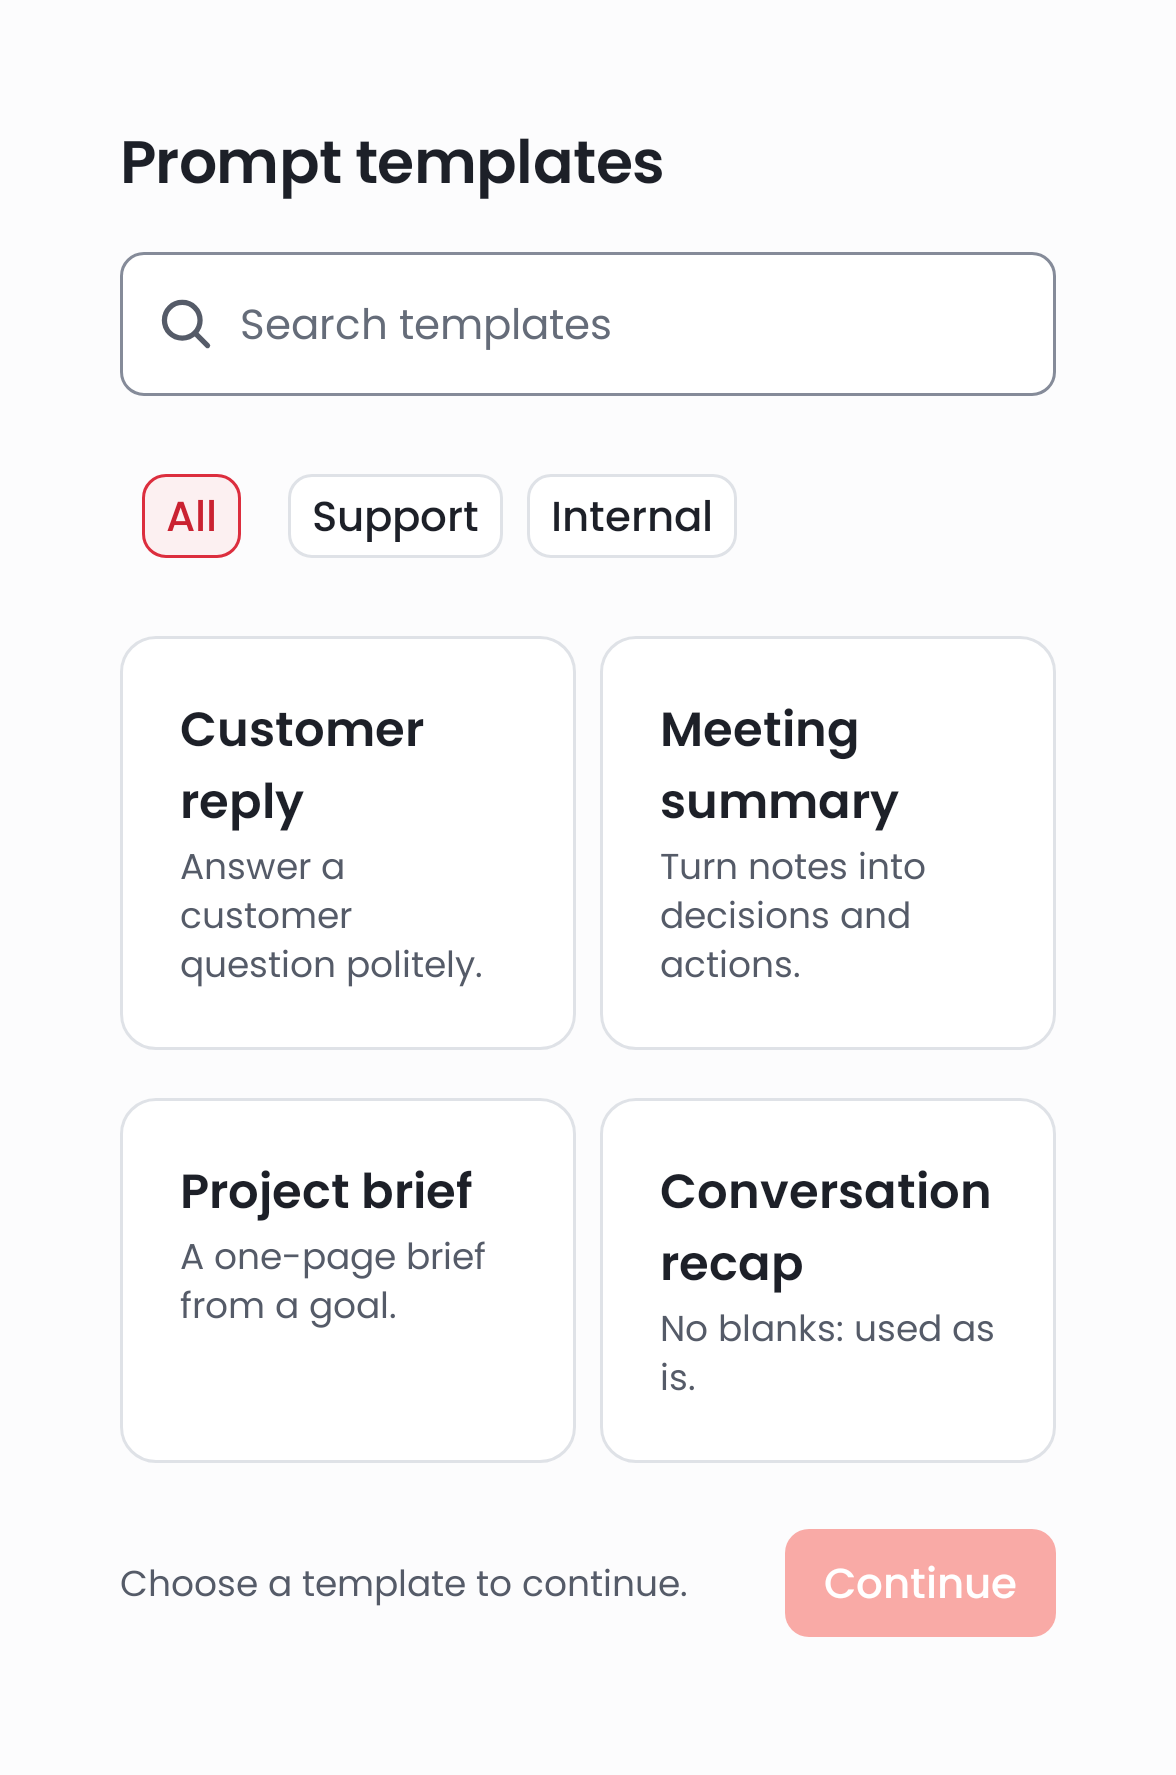 Prompt templates
Search templates
All
Support
Internal
Customer
reply
Answer a
customer
question politely.
Meeting
summary
Turn notes into
decisions and
actions.
Project brief
A one-page brief
from a goal.
Conversation
recap
No blanks: used as
is.
Choose a template to continue.
Continue